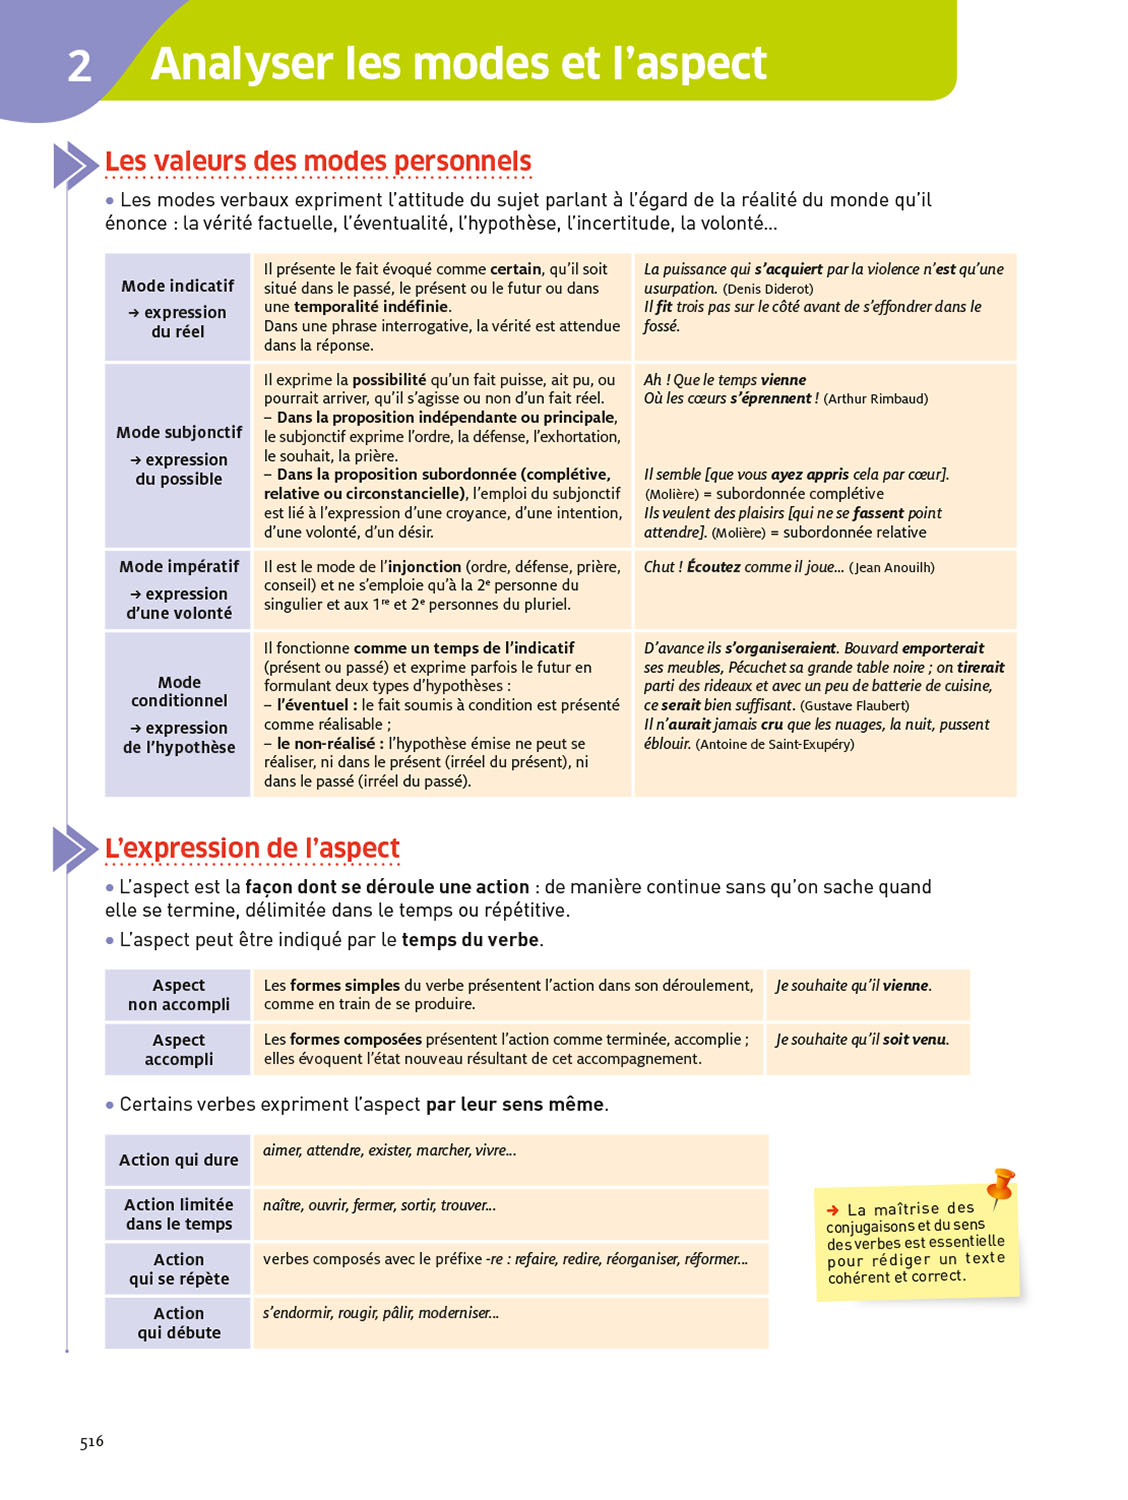 2
Analyser les modes et l'aspect
Les valeurs des modes personnels
• Les modes verbaux expriment l'attitude du sujet parlant à l'égard de la réalité du monde qu'il
énonce : la vérité factuelle, l'éventualité, l'hypothèse, l'incertitude, la volonté...
Mode indicatif
→ expression
du réel
Il présente le fait évoqué comme certain, qu'il soit
situé dans le passé, le présent ou le futur ou dans
une temporalité indéfinie.
Dans une phrase interrogative, la vérité est attendue
dans la réponse.
La puissance qui s'acquiert par la violence n'est qu'une
usurpation. (Denis Diderot)
Il fit trois pas sur le côté avant de s'effondrer dans le
fossé.
Mode subjonctif
→ expression
du possible
Il exprime la possibilité qu'un fait puisse, ait pu, ou
pourrait arriver, qu'il s'agisse ou non d'un fait réel.
– Dans la proposition indépendante ou principale,
le subjonctif exprime l'ordre, la défense, l'exhortation,
le souhait, la prière.
– Dans la proposition subordonnée (complétive,
relative ou circonstancielle), l'emploi du subjonctif
est lié à l'expression d'une croyance, d'une intention,
d'une volonté, d'un désir.
Ah ! Que le temps vienne
Où les cœurs s'éprennent ! (Arthur Rimbaud)
Il semble [que vous ayez appris cela par cœur].
(Molière) = subordonnée complétive
Ils veulent des plaisirs [qui ne se fassent point
attendre]. (Molière) = subordonnée relative
Mode impératif
→ expression
d'une volonté
Il est le mode de l'injonction (ordre, défense, prière,
conseil) et ne s'emploie qu'à la 2e personne du
singulier et aux 1re et 2e personnes du pluriel.
Chut ! Écoutez comme il joue... (Jean Anouilh)
Mode
conditionnel
→ expression
de l'hypothèse
Il fonctionne comme un temps de l'indicatif
(présent ou passé) et exprime parfois le futur en
formulant deux types d'hypothèses :
– l'éventuel : le fait soumis à condition est présenté
comme réalisable ;
– le non-réalisé : l'hypothèse émise ne peut se
réaliser, ni dans le présent (irréel du présent), ni
dans le passé (irréel du passé).
D'avance ils s'organiseraient. Bouvard emporterait
ses meubles, Pécuchet sa grande table noire ; on tirerait
parti des rideaux et avec un peu de batterie de cuisine,
ce serait bien suffisant. (Gustave Flaubert)
Il n'aurait jamais cru que les nuages, la nuit, pussent
éblouir. (Antoine de Saint-Exupéry)
L'expression de l'aspect
• L'aspect est la façon dont se déroule une action : de manière continue sans qu'on sache quand
elle se termine, délimitée dans le temps ou répétitive.
• L'aspect peut être indiqué par le temps du verbe.
Aspect
non accompli
Les formes simples du verbe présentent l'action dans son déroulement,
comme en train de se produire.
Je souhaite qu'il vienne.
Aspect
accompli
Les formes composées présentent l'action comme terminée, accomplie ;
elles évoquent l'état nouveau résultant de cet accompagnement.
Je souhaite qu'il soit venu.
• Certains verbes expriment l'aspect par leur sens même.
Action qui dure
aimer, attendre, exister, marcher, vivre...
Action limitée
dans le temps
naître, ouvrir, fermer, sortir, trouver...
Action
qui se répète
verbes composés avec le préfixe -re : refaire, redire, réorganiser, réformer...
Action
qui débute
s'endormir, rougir, pâlir, moderniser...
→ La maîtrise des
conjugaisons et du sens
des verbes est essentielle
pour rédiger un texte
cohérent et correct.
516